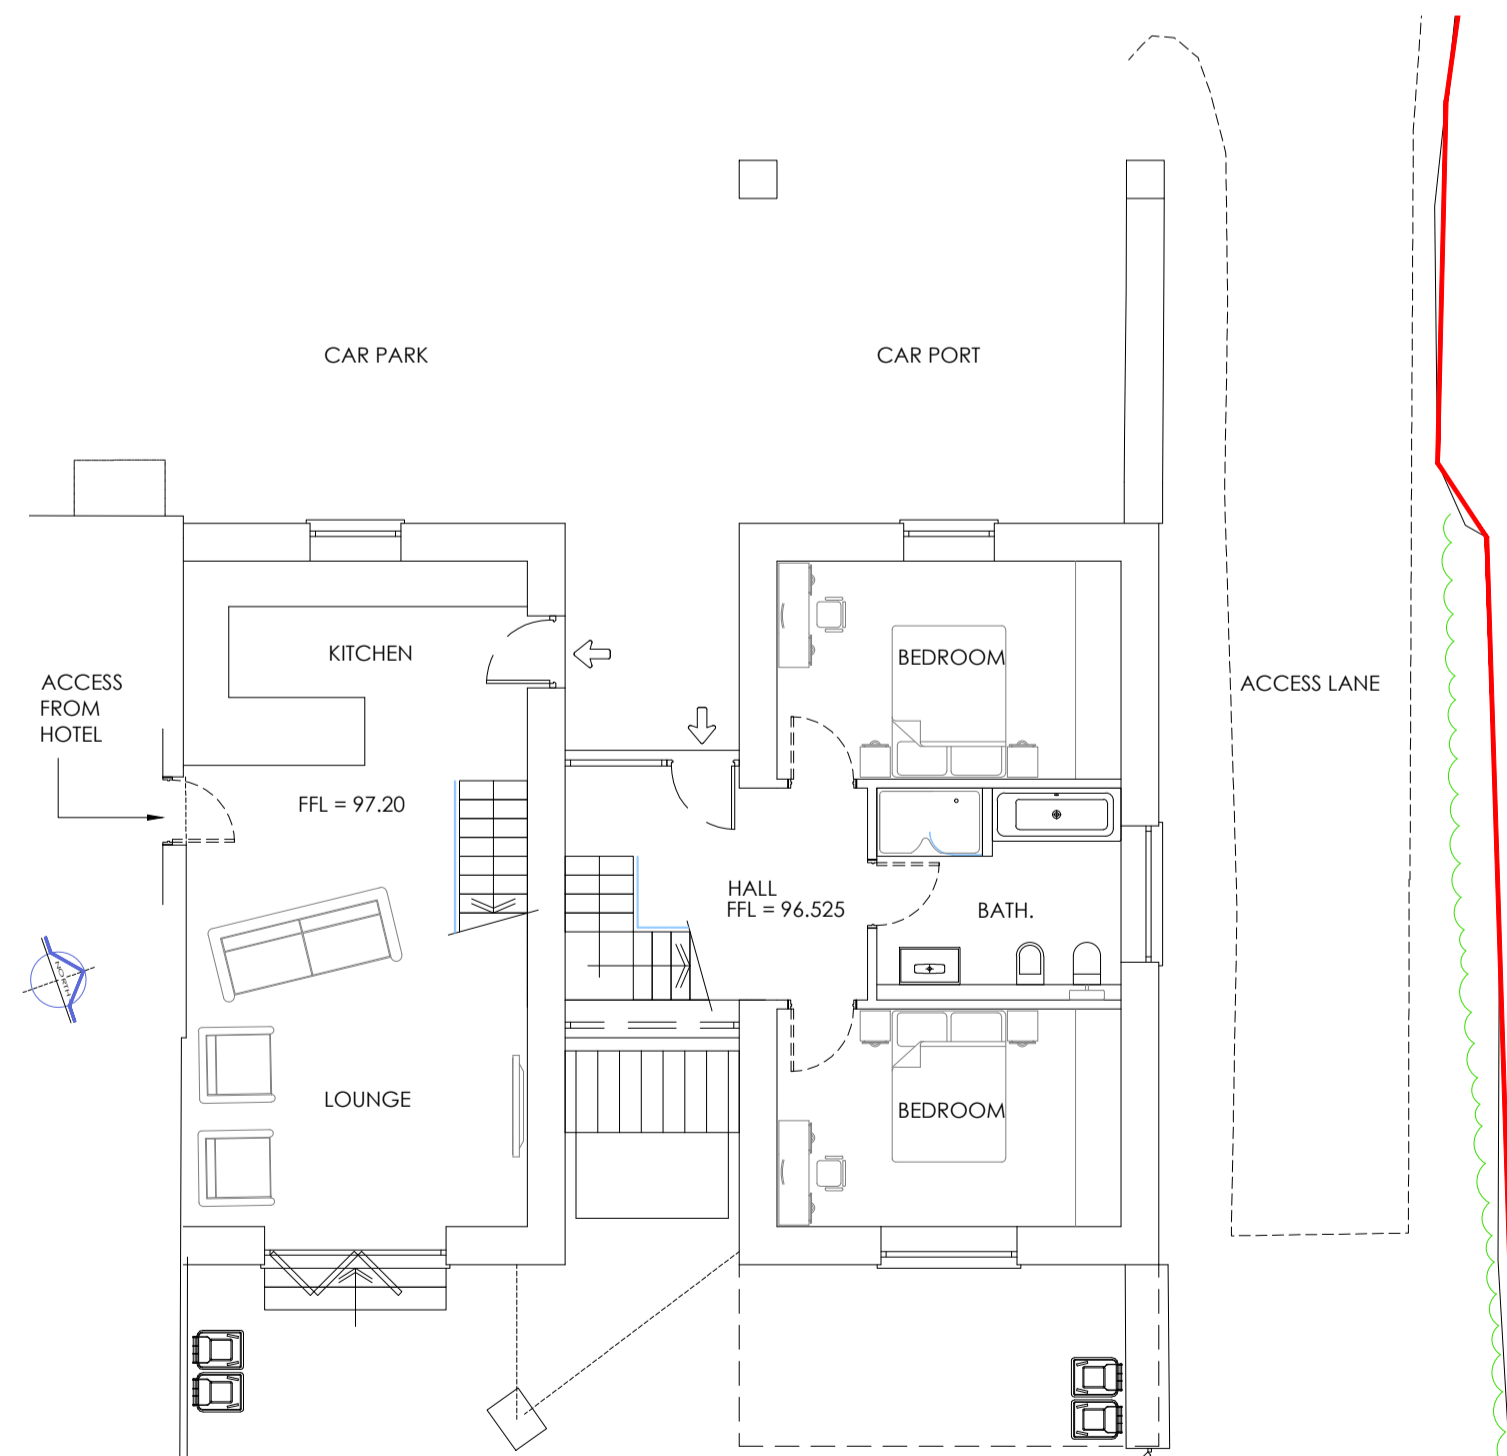 CAR PARK
CAR PORT
KITCHEN
BEDROOM
ACCESS
FROM
HOTEL
ACCESS LANE
FFL = 97.20
HALL
FFL = 96.525
BATH.
NORTH
LOUNGE
BEDROOM